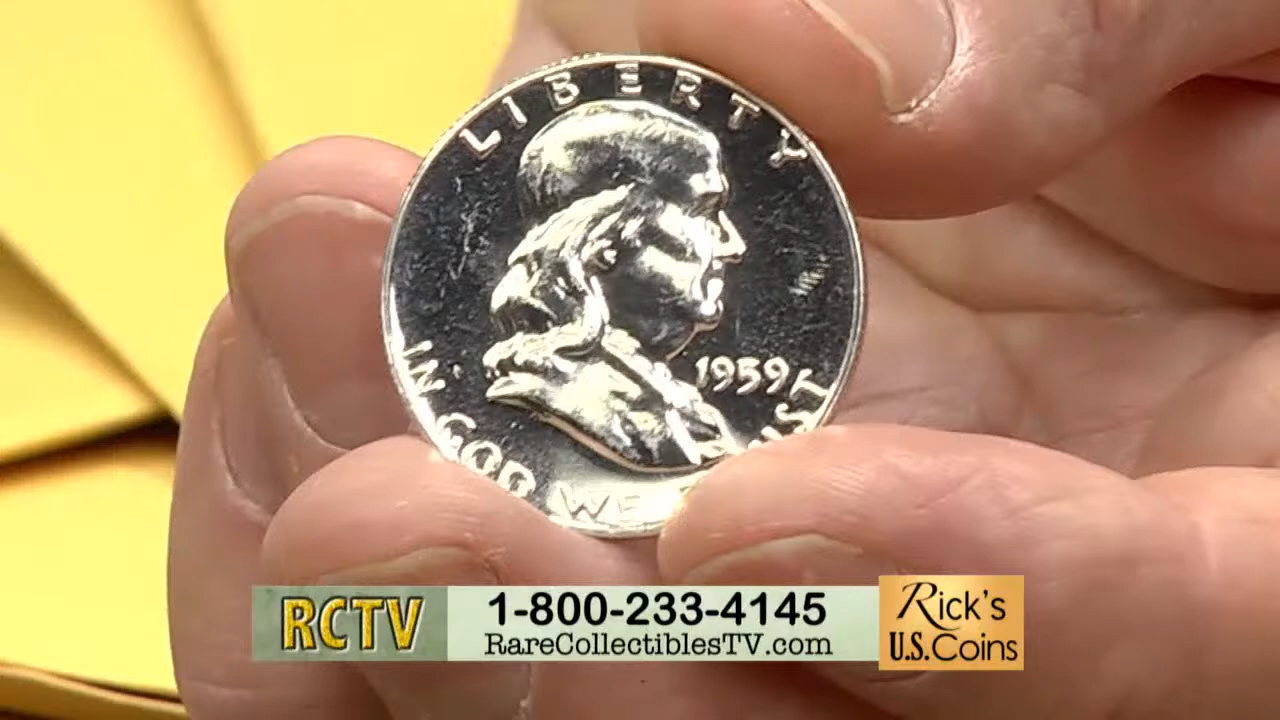 LIBERTY
1959
IN GOD WE
RCTV
1-800-233-4145
RareCollectiblesTV.com
Rick's
U.S. Coins